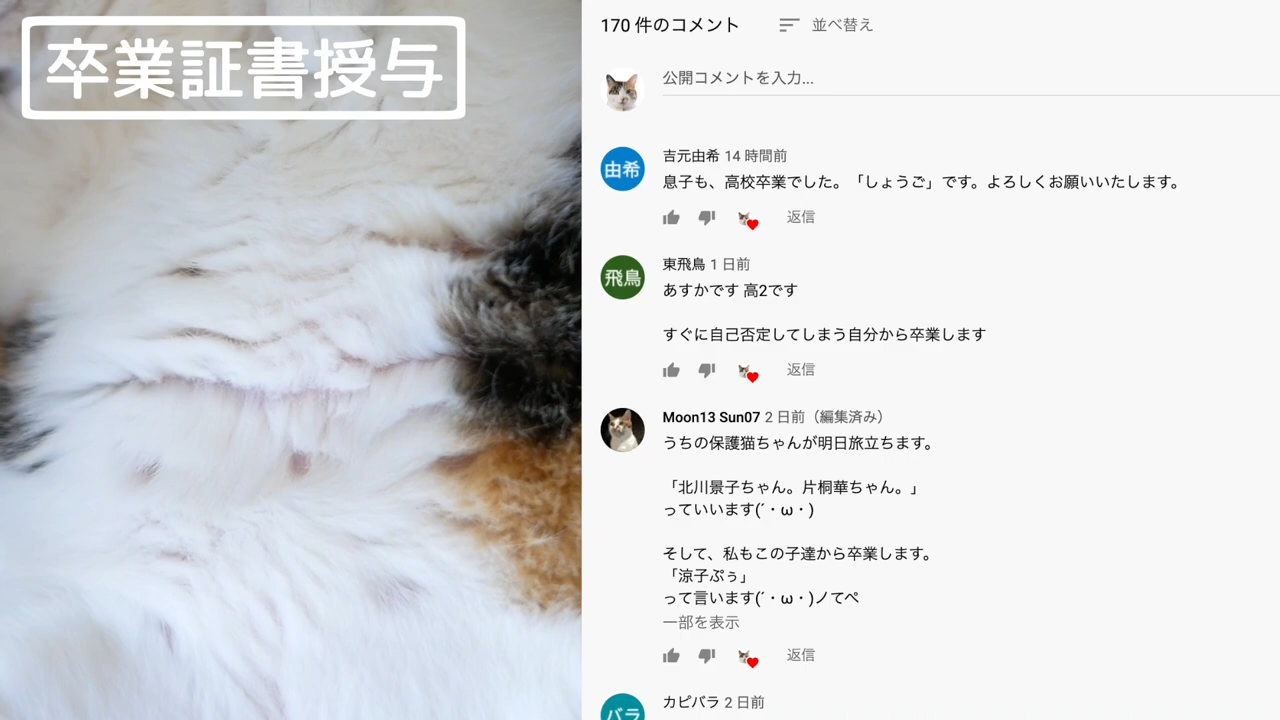 卒業証書授与
170 件のコメント
並べ替え
公開コメントを入力...
由希
吉元由希 14 時間前
息子も、高校卒業でした。「しょうご」です。よろしくお願いいたします。
返信
飛鳥
東飛鳥 1 日前
あすかです 高2です
すぐに自己否定してしまう自分から卒業します
返信
Moon13 Sun07 2 日前（編集済み）
うちの保護猫ちゃんが明日旅立ちます。
「北川景子ちゃん。片桐華ちゃん。」
っていいます(´・ω・)
そして、私もこの子達から卒業します。
「涼子ぷぅ」
って言います(´・ω・)ノてペ
一部を表示
返信
バラ
カピバラ 2 日前